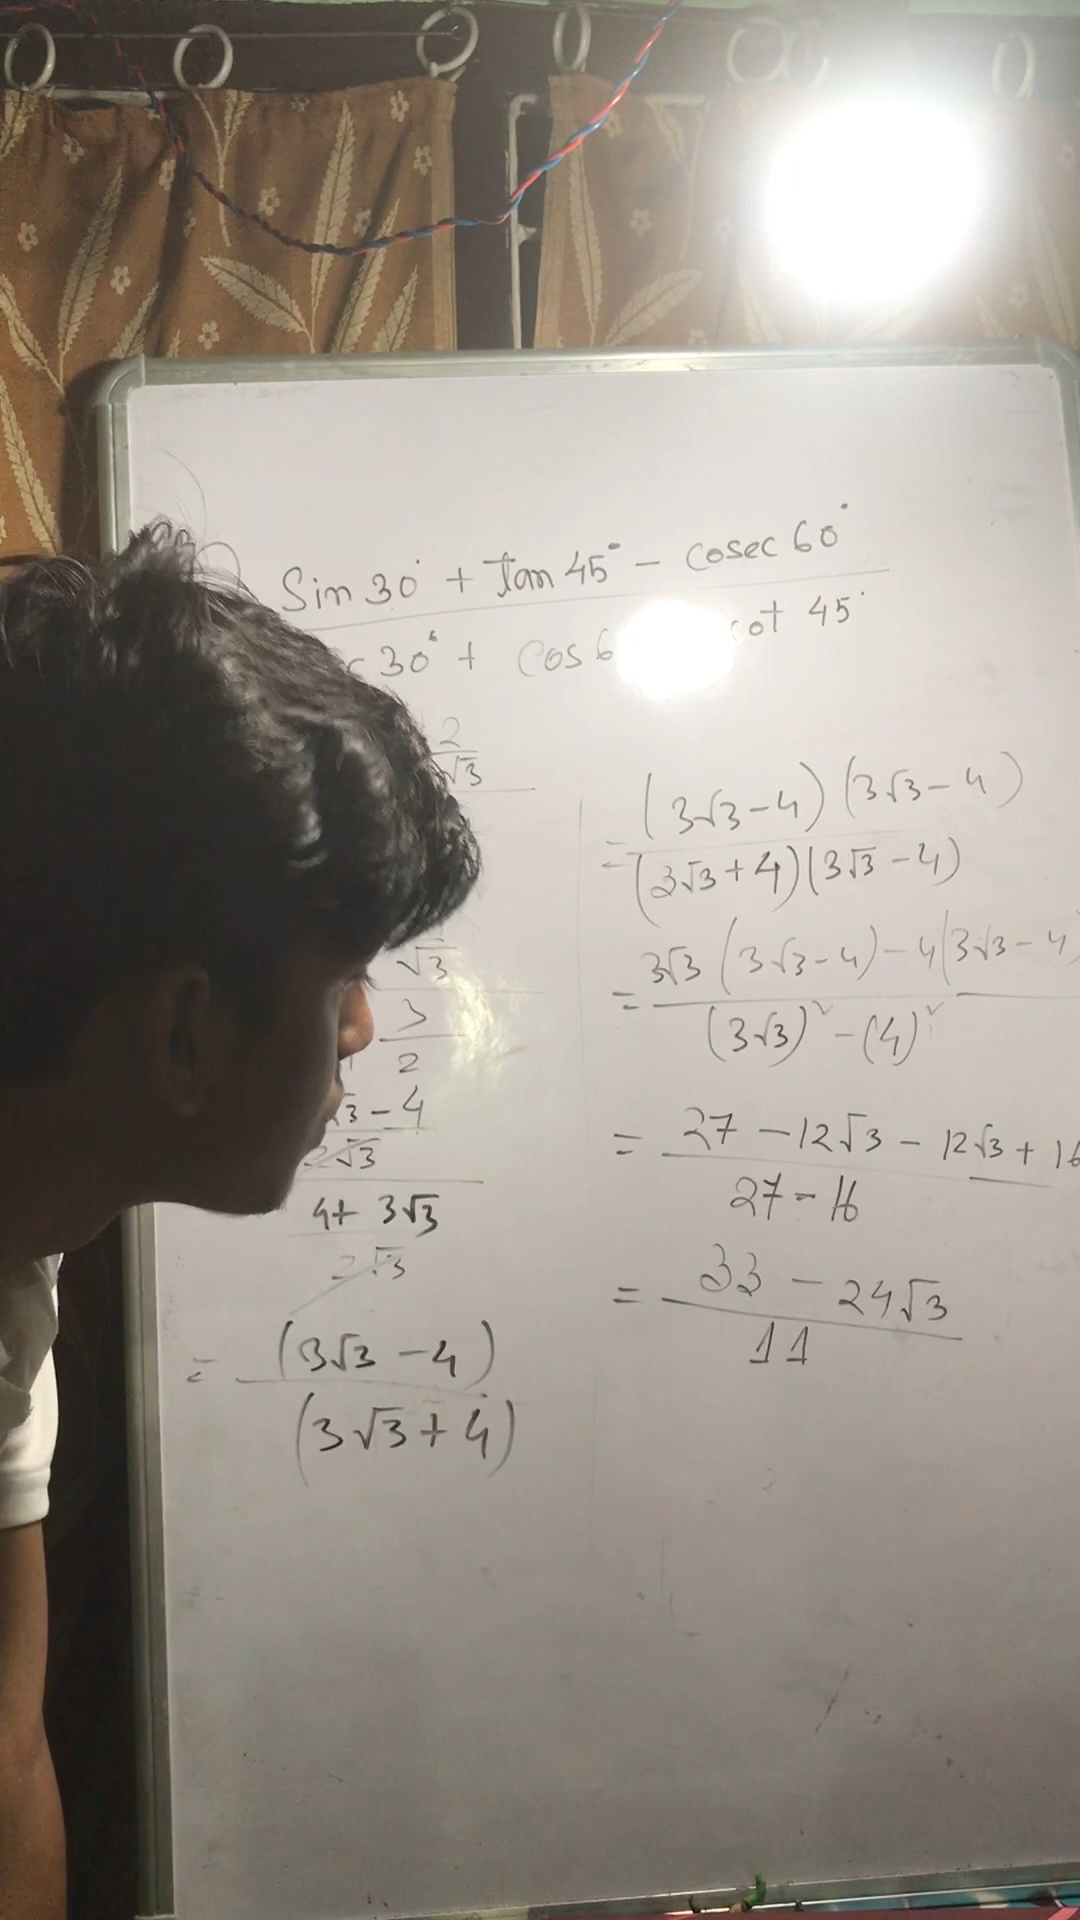 Sin 30° + Tan 45° - cosec 60°
30° + cos 6 cot 45°
2
√3
√3
3
2
√3 - 4
2√3
4 + 3√3
2√3
= (3√3 - 4)
(3√3 + 4)
= (3√3 - 4) (3√3 - 4)
(3√3 + 4) (3√3 - 4)
= 3√3 (3√3 - 4) - 4(3√3 - 4)
(3√3)² - (4)²
= 27 - 12√3 - 12√3 + 16
27 - 16
= 33 - 24√3
11